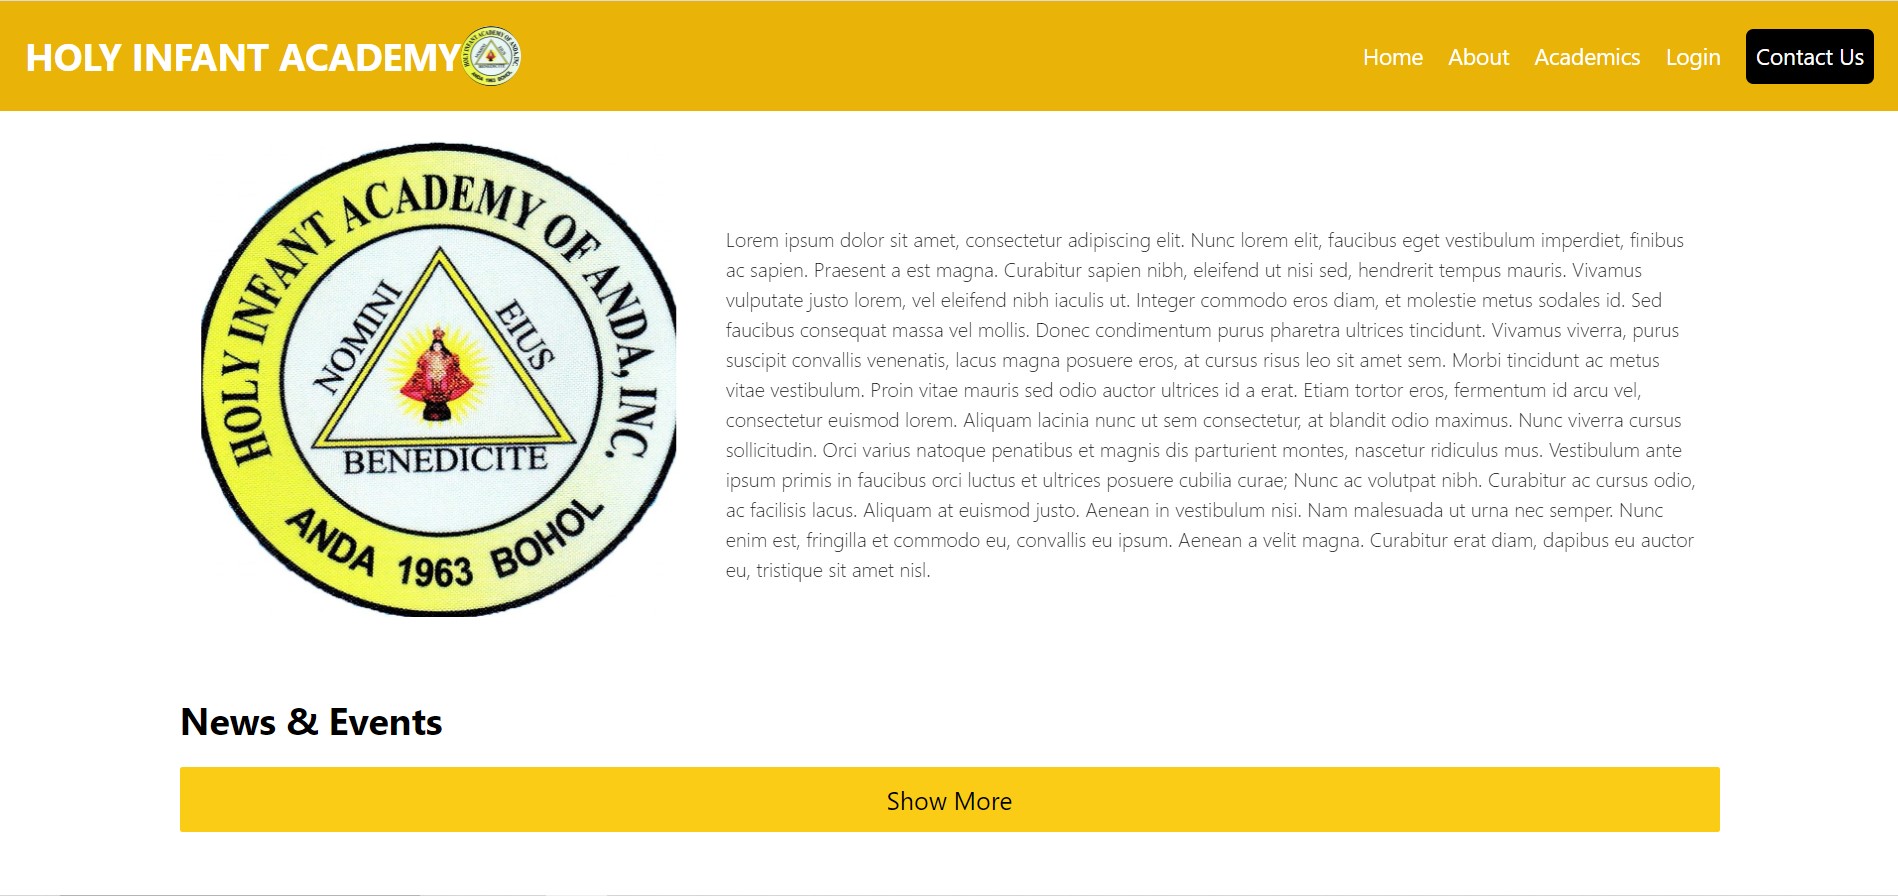 HOLY INFANT ACADEMY
HOLY INFANT ACADEMY OF ANDA, INC.
ANDA 1963 BOHOL
Home About Academics Login Contact Us
HOLY INFANT ACADEMY OF ANDA, INC.
NOMINI
EIUS
BENEDICITE
ANDA 1963 BOHOL
Lorem ipsum dolor sit amet, consectetur adipiscing elit. Nunc lorem elit, faucibus eget vestibulum imperdiet, finibus
ac sapien. Praesent a est magna. Curabitur sapien nibh, eleifend ut nisi sed, hendrerit tempus mauris. Vivamus
vulputate justo lorem, vel eleifend nibh iaculis ut. Integer commodo eros diam, et molestie metus sodales id. Sed
faucibus consequat massa vel mollis. Donec condimentum purus pharetra ultrices tincidunt. Vivamus viverra, purus
suscipit convallis venenatis, lacus magna posuere eros, at cursus risus leo sit amet sem. Morbi tincidunt ac metus
vitae vestibulum. Proin vitae mauris sed odio auctor ultrices id a erat. Etiam tortor eros, fermentum id arcu vel,
consectetur euismod lorem. Aliquam lacinia nunc ut sem consectetur, at blandit odio maximus. Nunc viverra cursus
sollicitudin. Orci varius natoque penatibus et magnis dis parturient montes, nascetur ridiculus mus. Vestibulum ante
ipsum primis in faucibus orci luctus et ultrices posuere cubilia curae; Nunc ac volutpat nibh. Curabitur ac cursus odio,
ac facilisis lacus. Aliquam at euismod justo. Aenean in vestibulum nisi. Nam malesuada ut urna nec semper. Nunc
enim est, fringilla et commodo eu, convallis eu ipsum. Aenean a velit magna. Curabitur erat diam, dapibus eu auctor
eu, tristique sit amet nisl.
News & Events
Show More